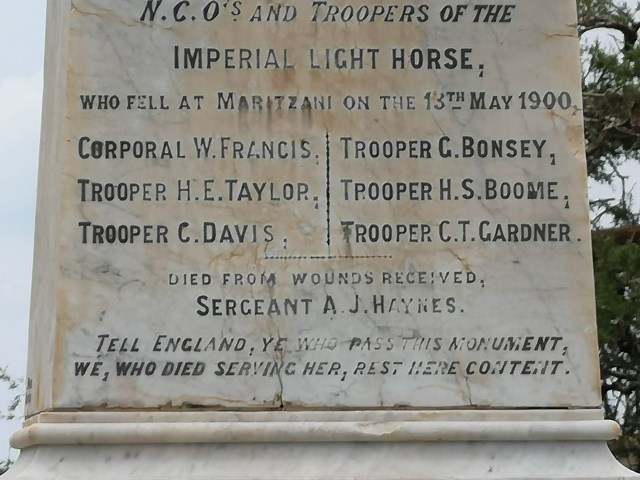 N.C.O'S AND TROOPERS OF THE
IMPERIAL LIGHT HORSE,
WHO FELL AT MARITZANI ON THE 13TH MAY 1900,
CORPORAL W. FRANCIS, TROOPER G. BONSEY,
TROOPER H.E. TAYLOR, TROOPER H.S. BOOME,
TROOPER C. DAVIS, TROOPER C.T. GARDNER.
DIED FROM WOUNDS RECEIVED,
SERGEANT A.J. HAYNES.
TELL ENGLAND, YE WHO PASS THIS MONUMENT,
WE, WHO DIED SERVING HER, REST HERE CONTENT.